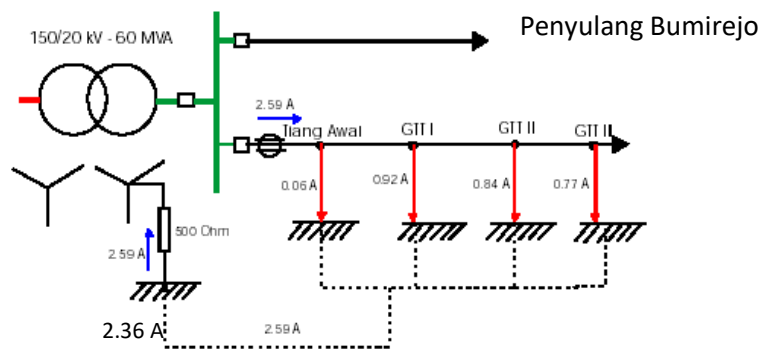 Penyulang Bumirejo
150/20 kV - 60 MVA
2.59 A
Tiang Awal
GTT I
GTT II
GTT II
0.06 A
0.92 A
0.84 A
0.77 A
500 Ohm
2.59 A
2.36 A
2.59 A